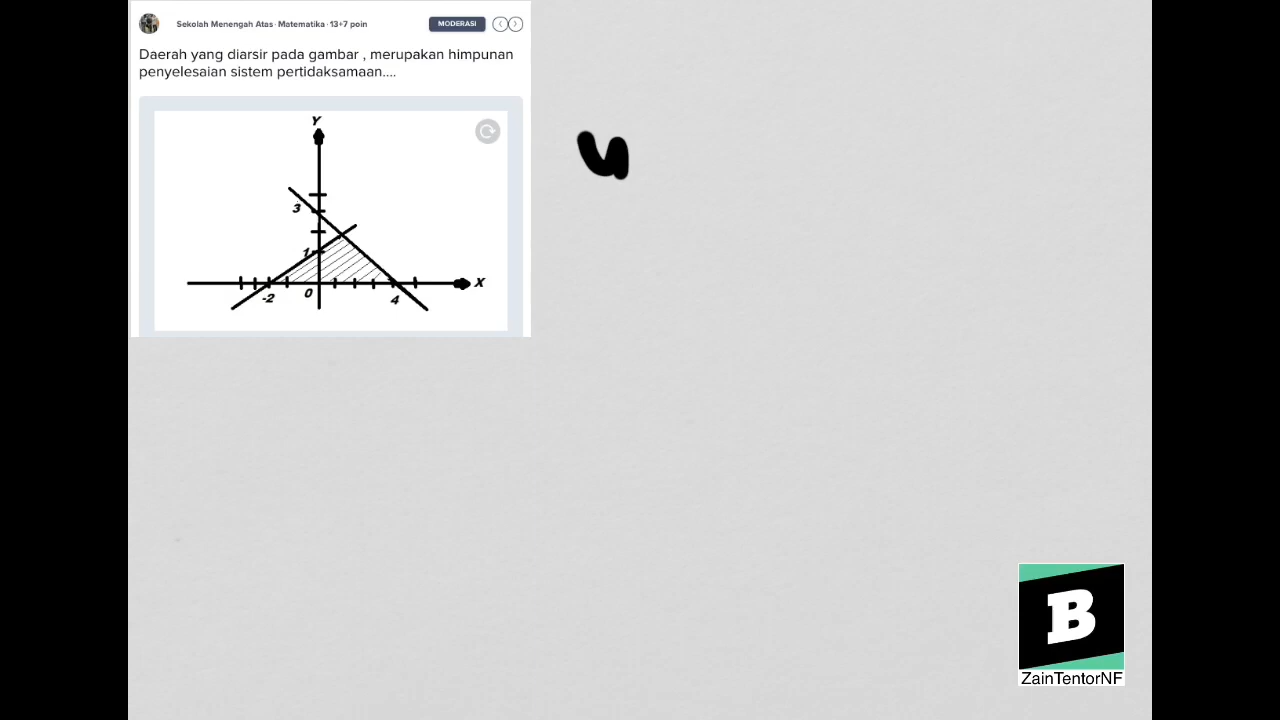 Sekolah Menengah Atas · Matematika · 13+7 poin
MODERASI
Daerah yang diarsir pada gambar , merupakan himpunan
penyelesaian sistem pertidaksamaan....
Y
3
1
X
-2
0
4
B
ZainTentorNF